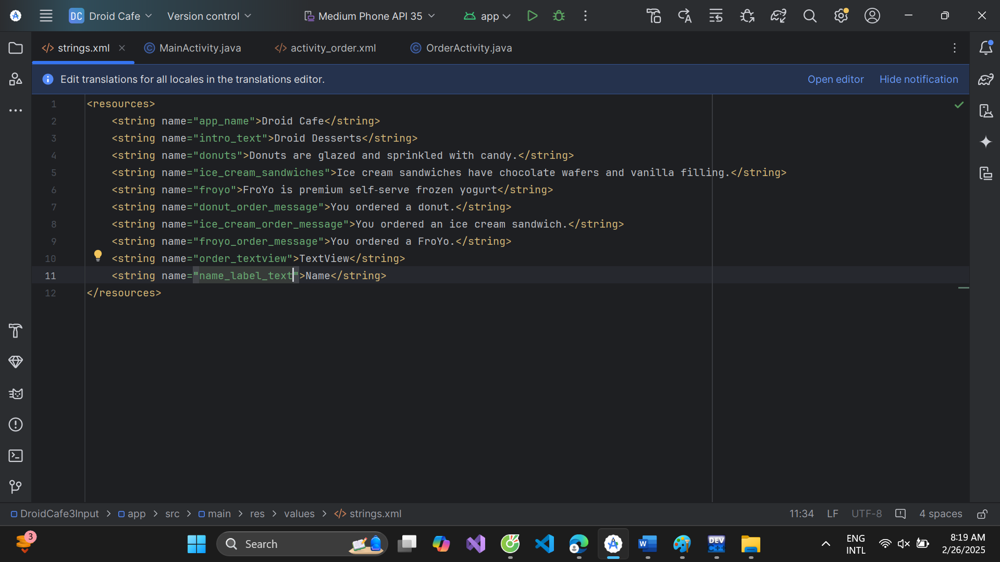 DC Droid Cafe Version control Medium Phone API 35 app
strings.xml MainActivity.java activity_order.xml OrderActivity.java
Edit translations for all locales in the translations editor. Open editor Hide notification
1 <resources>
2 <string name="app_name">Droid Cafe</string>
3 <string name="intro_text">Droid Desserts</string>
4 <string name="donuts">Donuts are glazed and sprinkled with candy.</string>
5 <string name="ice_cream_sandwiches">Ice cream sandwiches have chocolate wafers and vanilla filling.</string>
6 <string name="froyo">FroYo is premium self-serve frozen yogurt</string>
7 <string name="donut_order_message">You ordered a donut.</string>
8 <string name="ice_cream_order_message">You ordered an ice cream sandwich.</string>
9 <string name="froyo_order_message">You ordered a FroYo.</string>
10 <string name="order_textview">TextView</string>
11 <string name="name_label_text">Name</string>
12 </resources>
DroidCafe3Input > app > src > main > res > values > strings.xml 11:34 LF UTF-8 4 spaces
3 Search W DEV C++ ENG 8:19 AM
INTL 2/26/2025